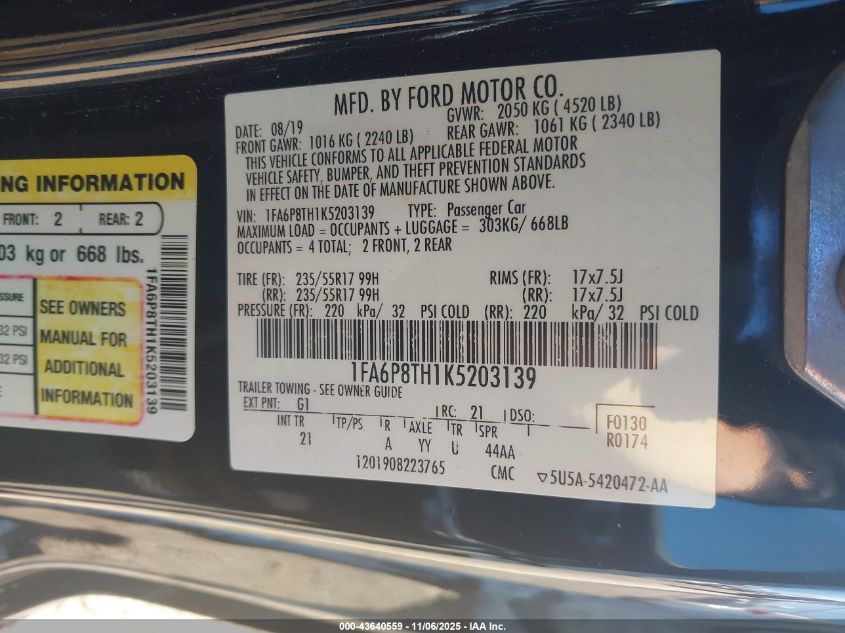 MFD. BY FORD MOTOR CO.
DATE: 08/19
GVWR: 2050 KG ( 4520 LB)
FRONT GAWR: 1016 KG ( 2240 LB)
REAR GAWR: 1061 KG ( 2340 LB)
THIS VEHICLE CONFORMS TO ALL APPLICABLE FEDERAL MOTOR
VEHICLE SAFETY, BUMPER, AND THEFT PREVENTION STANDARDS
IN EFFECT ON THE DATE OF MANUFACTURE SHOWN ABOVE.
VIN: 1FA6P8TH1K5203139 TYPE: Passenger Car
MAXIMUM LOAD = OCCUPANTS + LUGGAGE = 303KG/ 668LB
OCCUPANTS = 4 TOTAL; 2 FRONT, 2 REAR
TIRE (FR): 235/55R17 99H RIMS (FR): 17x7.5J
(RR): 235/55R17 99H (RR): 17x7.5J
PRESSURE (FR): 220 kPa/ 32 PSI COLD (RR): 220 kPa/ 32 PSI COLD
1FA6P8TH1K5203139
TRAILER TOWING - SEE OWNER GUIDE
EXT PNT: G1 RC: 21 DSO:
INT TR TP/PS R AXLE TR SPR
21 A YY U 44AA
F0130
R0174
1201908223765 CMC 5U5A-5420472-AA
NG INFORMATION
FRONT: 2 REAR: 2
03 kg or 668 lbs.
SSURE
32 PSI
32 PSI
SEE OWNERS
MANUAL FOR
ADDITIONAL
INFORMATION
1FA6P8TH1K5203139
000-43640559 - 11/06/2025 - IAA Inc.